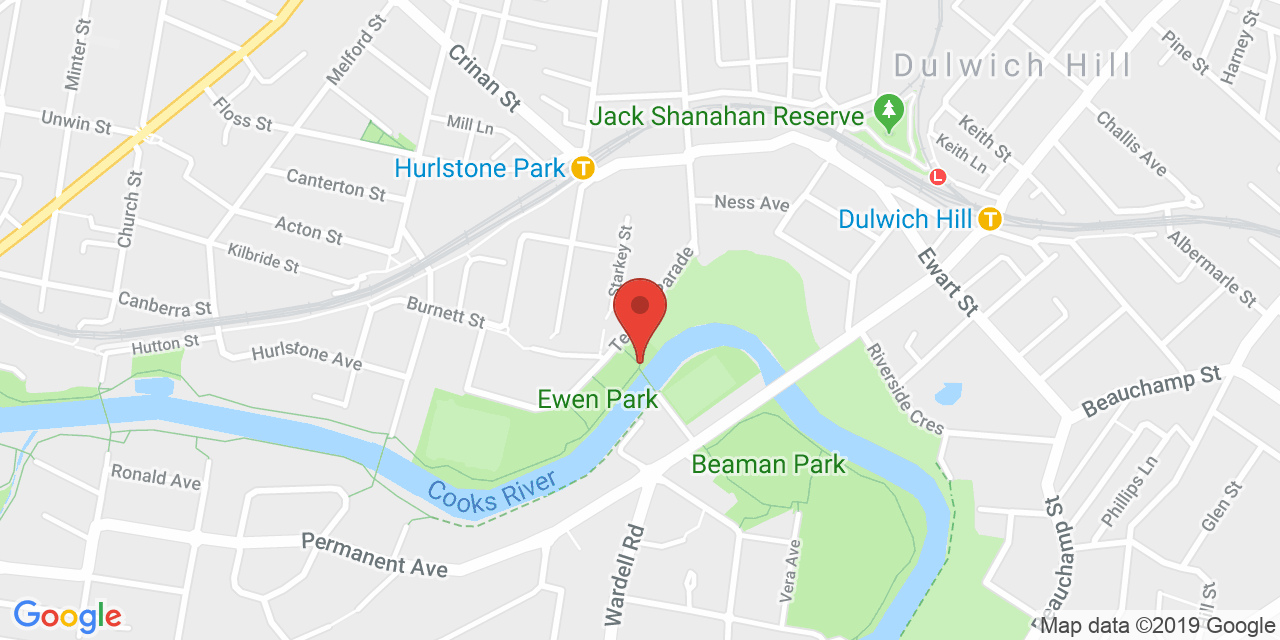 Minter St
Melford St
Crinan St
Dulwich Hill
Pine St
Harney St
Unwin St
Floss St
Mill Ln
Jack Shanahan Reserve
Keith St
Keith Ln
Challis Ave
Hurlstone Park
T
Canterton St
Church St
Acton St
Kilbride St
Ness Ave
L
Dulwich Hill
T
Albermarle St
Ewart St
Starkey St
Parade
Canberra St
Burnett St
Te
Hutton St
Hurlstone Ave
Riverside Cres
Beauchamp St
Ewen Park
Beaman Park
Ronald Ave
Cooks River
Phillips Ln
Glen St
Permanent Ave
Wardell Rd
Vera Ave
Beauchamp St
ll St
Google
Map data ©2019 Google